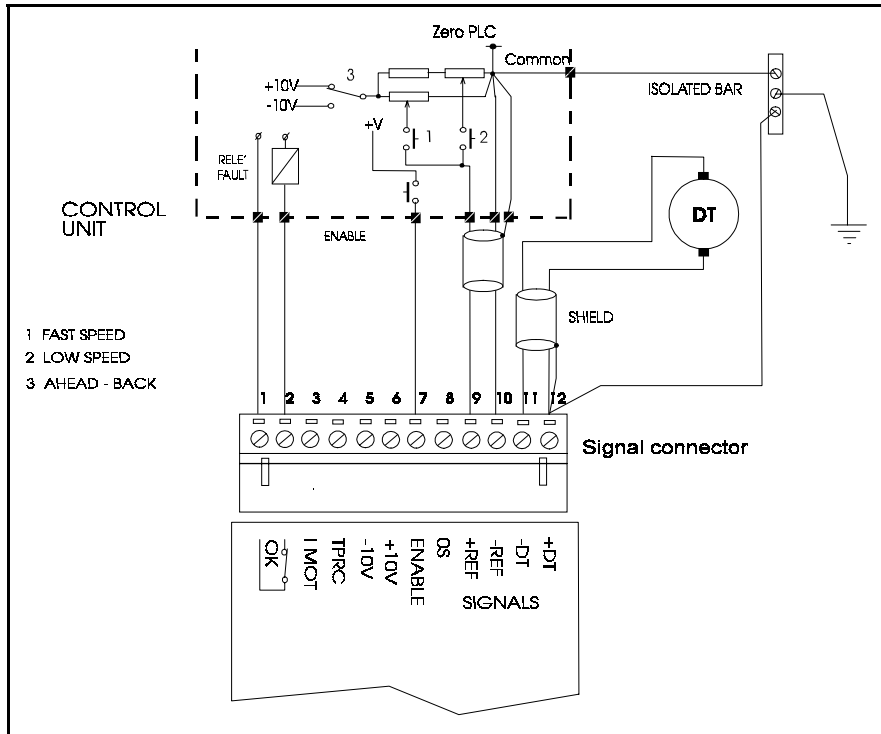 Zero PLC
Common
3
+10V
-10V
ISOLATED BAR
+V
1
2
RELE'
FAULT
DT
CONTROL
UNIT
ENABLE
SHIELD
1 FAST SPEED
2 LOW SPEED
3 AHEAD - BACK
1 2 3 4 5 6 7 8 9 10 11 12
Signal connector
OK
I MOT
TPRC
-10V
+10V
ENABLE
0S
+REF
-REF
-DT
+DT
SIGNALS